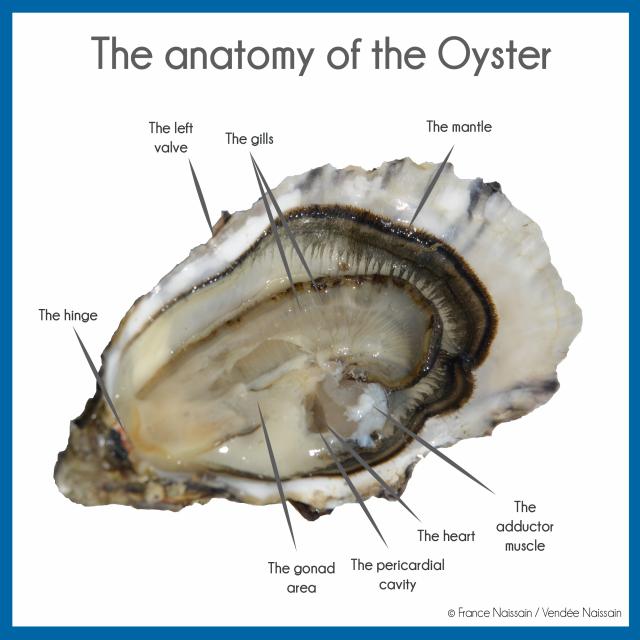 The anatomy of the Oyster
The left
valve
The gills
The mantle
The hinge
The
adductor
muscle
The heart
The pericardial
cavity
The gonad
area
© France Naissain / Vendée Naissain